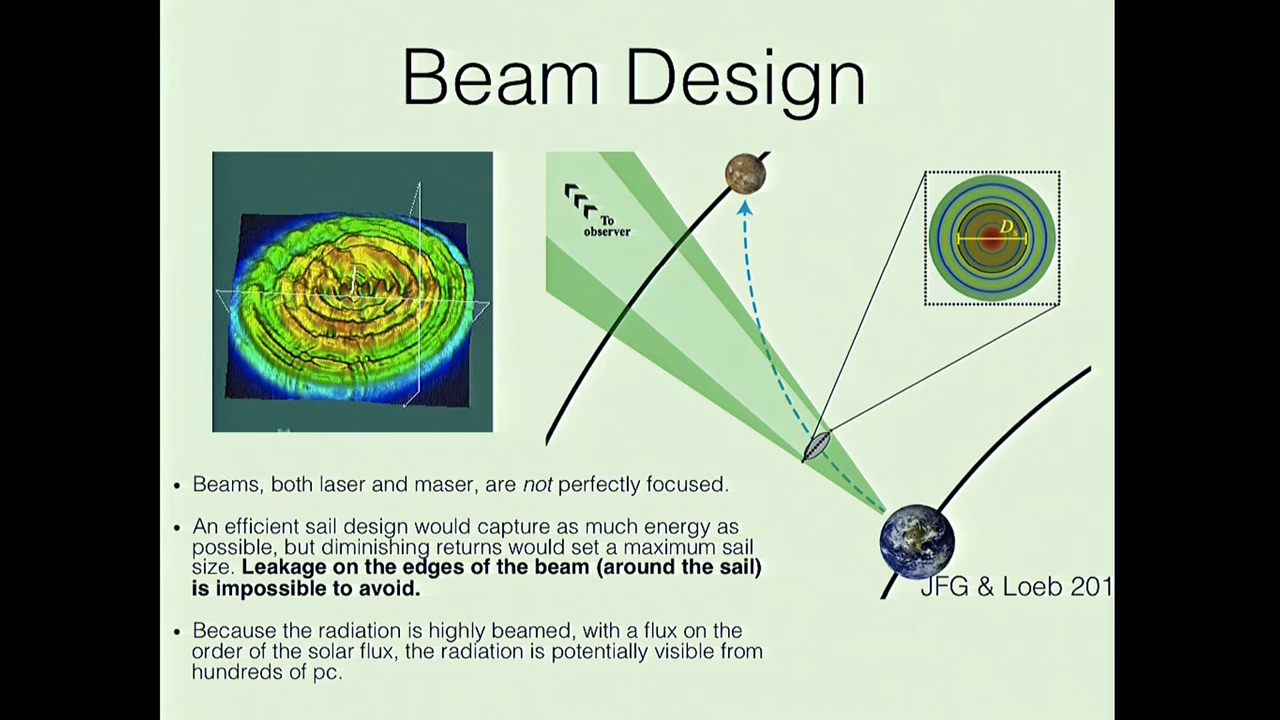 Beam Design
To
observer
Ds
• Beams, both laser and maser, are not perfectly focused.
• An efficient sail design would capture as much energy as
possible, but diminishing returns would set a maximum sail
size. Leakage on the edges of the beam (around the sail)
is impossible to avoid.
JFG & Loeb 201
• Because the radiation is highly beamed, with a flux on the
order of the solar flux, the radiation is potentially visible from
hundreds of pc.